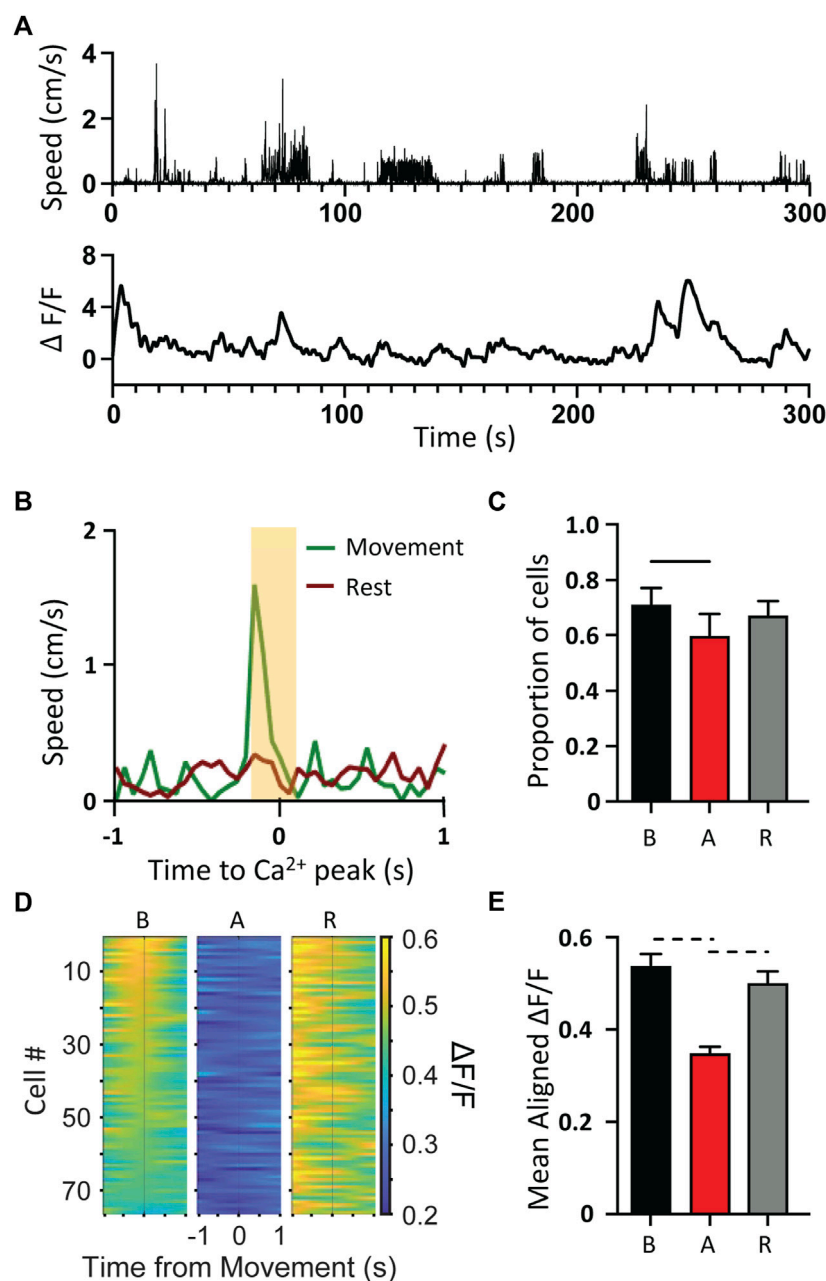 A
Speed (cm/s)
4
2
0
0
100
200
300
Δ F/F
8
4
0
0
100
200
300
Time (s)
B
Speed (cm/s)
2
1
0
Movement
Rest
-1
0
1
Time to Ca²⁺ peak (s)
C
Proportion of cells
1.0
0.8
0.6
0.4
0.2
0
B
A
R
D
B
A
R
Cell #
10
30
50
70
-1
0
1
Time from Movement (s)
0.6
0.5
0.4
0.3
0.2
ΔF/F
E
Mean Aligned ΔF/F
0.6
0.4
0.2
0
B
A
R